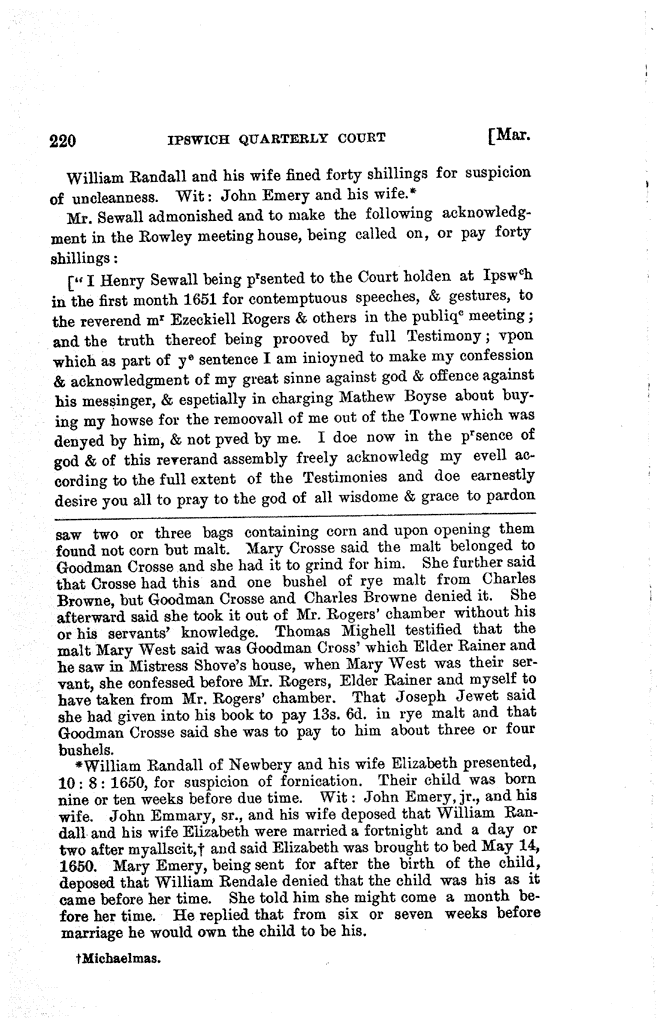 220 IPSWICH QUARTERLY COURT [Mar.
William Randall and his wife fined forty shillings for suspicion
of uncleanness. Wit: John Emery and his wife.*
Mr. Sewall admonished and to make the following acknowledg-
ment in the Rowley meeting house, being called on, or pay forty
shillings:
[“I Henry Sewall being pʳsented to the Court holden at Ipswᶜh
in the first month 1651 for contemptuous speeches, & gestures, to
the reverend mʳ Ezeckiell Rogers & others in the publiqᵉ meeting;
and the truth thereof being prooved by full Testimony; vpon
which as part of yᵉ sentence I am inioyned to make my confession
& acknowledgment of my great sinne against god & offence against
his messinger, & espetially in charging Mathew Boyse about buy-
ing my howse for the remoovall of me out of the Towne which was
denyed by him, & not pved by me. I doe now in the pʳsence of
god & of this reverand assembly freely acknowledg my evell ac-
cording to the full extent of the Testimonies and doe earnestly
desire you all to pray to the god of all wisdome & grace to pardon
saw two or three bags containing corn and upon opening them
found not corn but malt. Mary Crosse said the malt belonged to
Goodman Crosse and she had it to grind for him. She further said
that Crosse had this and one bushel of rye malt from Charles
Browne, but Goodman Crosse and Charles Browne denied it. She
afterward said she took it out of Mr. Rogers’ chamber without his
or his servants’ knowledge. Thomas Mighell testified that the
malt Mary West said was Goodman Cross’ which Elder Rainer and
he saw in Mistress Shove’s house, when Mary West was their ser-
vant, she confessed before Mr. Rogers, Elder Rainer and myself to
have taken from Mr. Rogers’ chamber. That Joseph Jewet said
she had given into his book to pay 13s. 6d. in rye malt and that
Goodman Crosse said she was to pay to him about three or four
bushels.
*William Randall of Newbery and his wife Elizabeth presented,
10 : 8 : 1650, for suspicion of fornication. Their child was born
nine or ten weeks before due time. Wit: John Emery, jr., and his
wife. John Emmary, sr., and his wife deposed that William Ran-
dall and his wife Elizabeth were married a fortnight and a day or
two after myallscit,† and said Elizabeth was brought to bed May 14,
1650. Mary Emery, being sent for after the birth of the child,
deposed that William Rendale denied that the child was his as it
came before her time. She told him she might come a month be-
fore her time. He replied that from six or seven weeks before
marriage he would own the child to be his.
†Michaelmas.